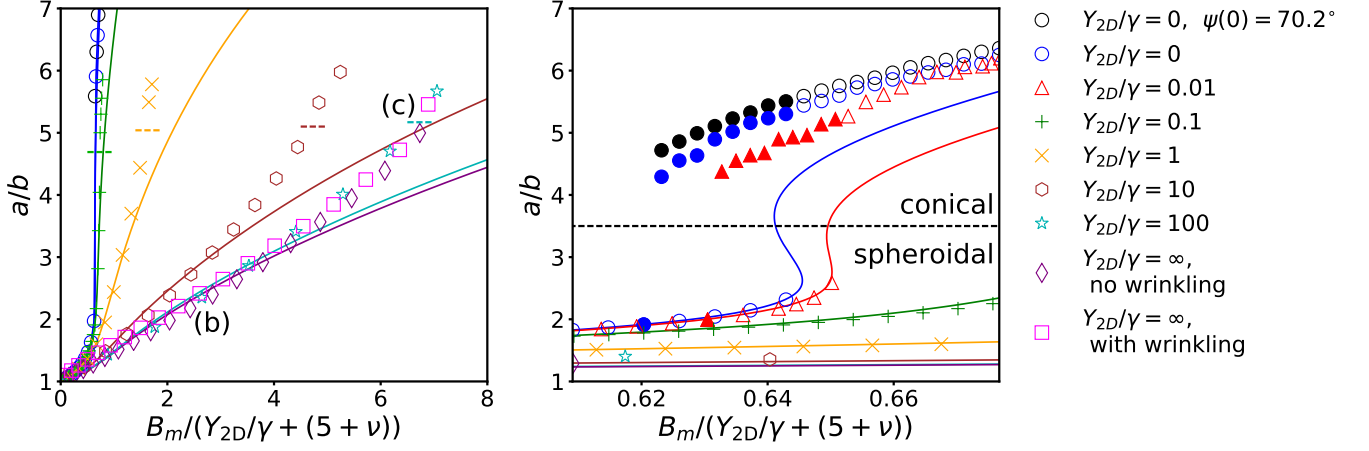 7
6
5
4
3
2
1
0
2
4
6
8
a/b
(c)
(b)
B_m/(Y_2D/γ + (5 + ν))
7
6
5
4
3
2
1
0.62
0.64
0.66
a/b
conical
spheroidal
B_m/(Y_2D/γ + (5 + ν))
Y_2D/γ = 0, ψ(0) = 70.2°
Y_2D/γ = 0
Y_2D/γ = 0.01
Y_2D/γ = 0.1
Y_2D/γ = 1
Y_2D/γ = 10
Y_2D/γ = 100
Y_2D/γ = ∞,
no wrinkling
Y_2D/γ = ∞,
with wrinkling